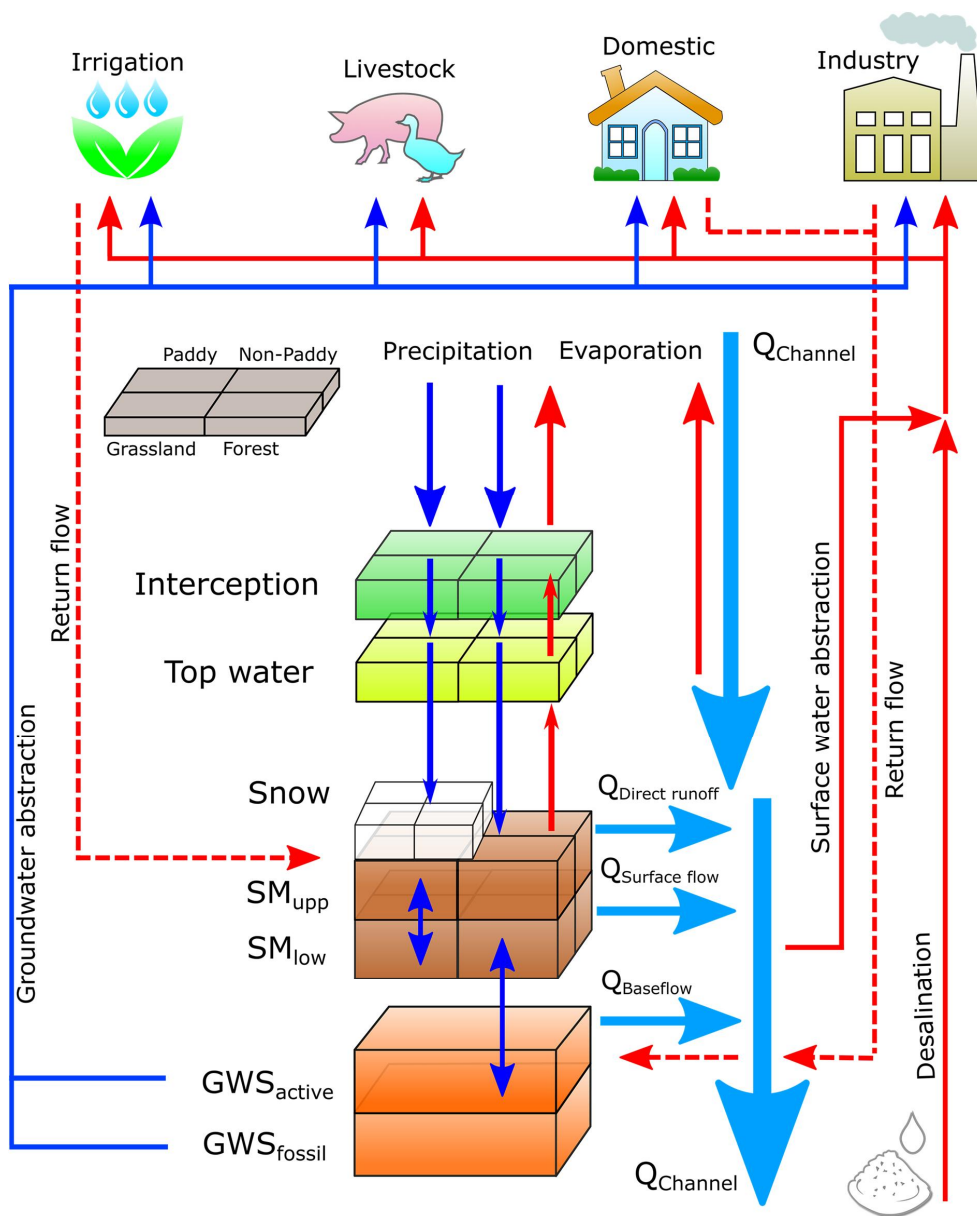 Irrigation
Livestock
Domestic
Industry
Paddy
Non-Paddy
Grassland
Forest
Precipitation
Evaporation
QChannel
Return flow
Interception
Top water
Snow
SMupp
SMlow
QDirect runoff
QSurface flow
QBaseflow
Groundwater abstraction
Surface water abstraction
Return flow
Desalination
GWSactive
GWSfossil
QChannel